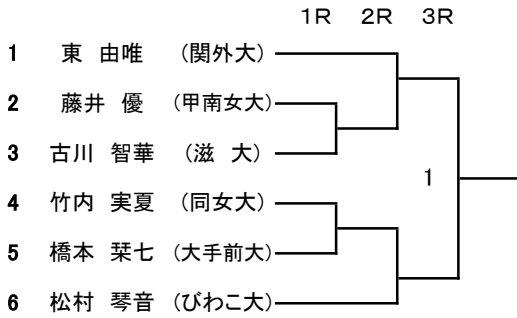 1R 2R 3R
1 東 由唯 (関外大)
2 藤井 優 (甲南女大)
3 古川 智華 (滋 大)
1
4 竹内 実夏 (同女大)
5 橋本 栞七 (大手前大)
6 松村 琴音 (びわこ大)